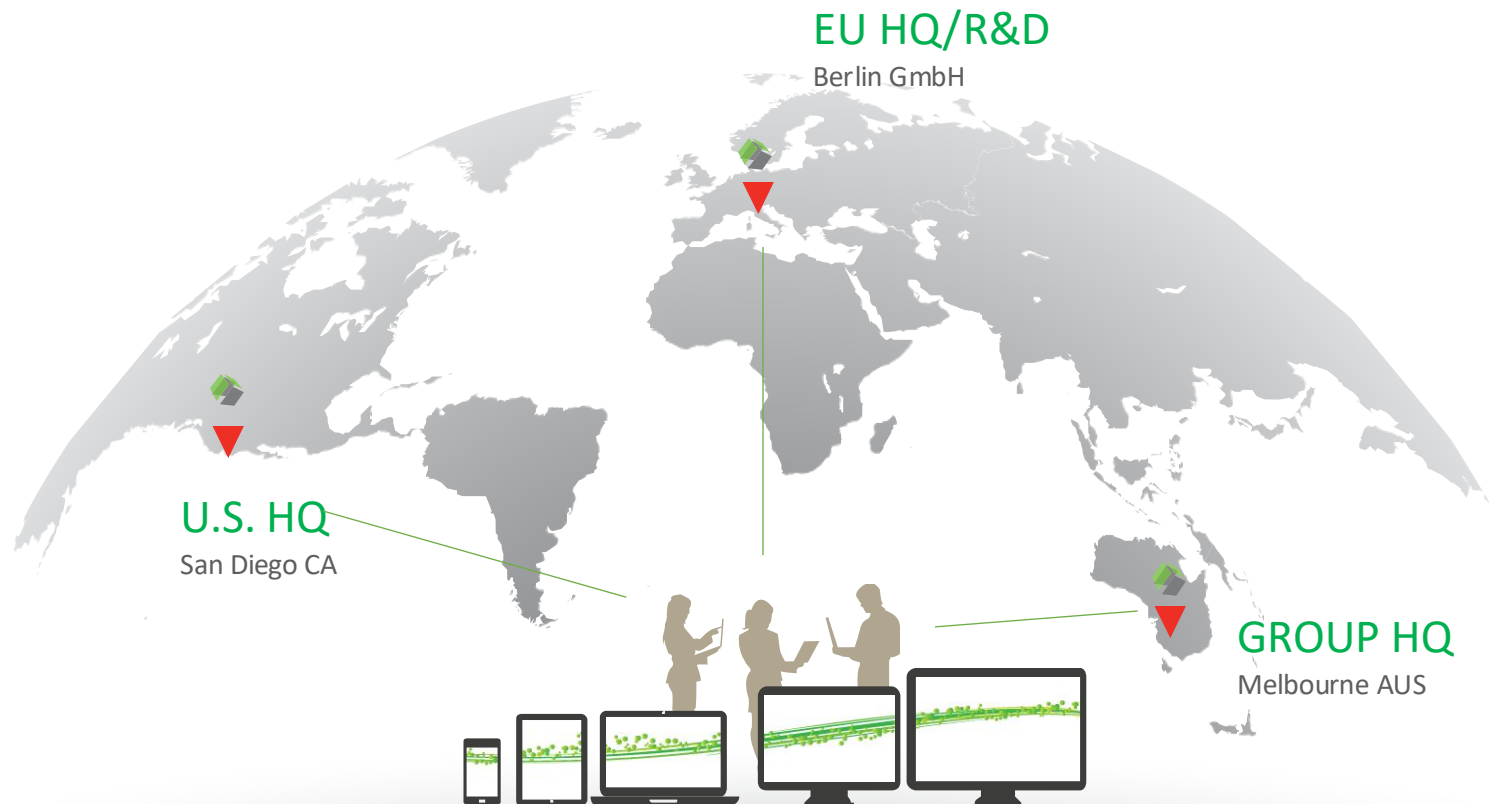 EU HQ/R&D
Berlin GmbH
U.S. HQ
San Diego CA
GROUP HQ
Melbourne AUS